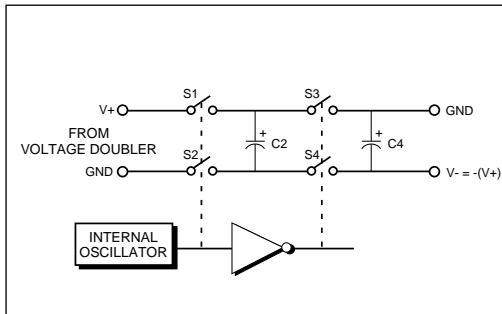 S1
S3
V+
GND
FROM
VOLTAGE DOUBLER
+
C2
+
C4
S2
S4
GND
V- = -(V+)
INTERNAL
OSCILLATOR